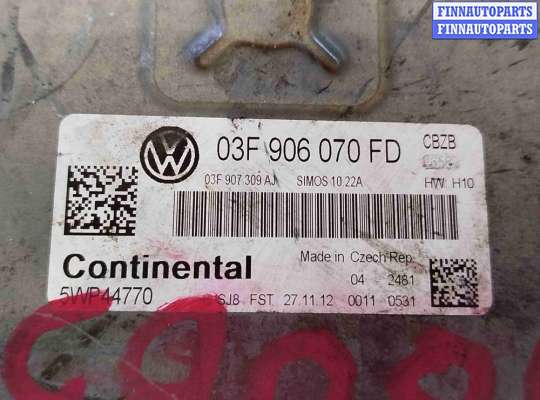 FINNAUTOPARTS
FINNAUTOPARTS
03F 906 070 FD
CBZB
03F 907 309 AJ SIMOS 10 22A
HW H10
Continental
5WP44770
Made in Czech Rep.
04 2461
FST 27.11.12 0011 0531